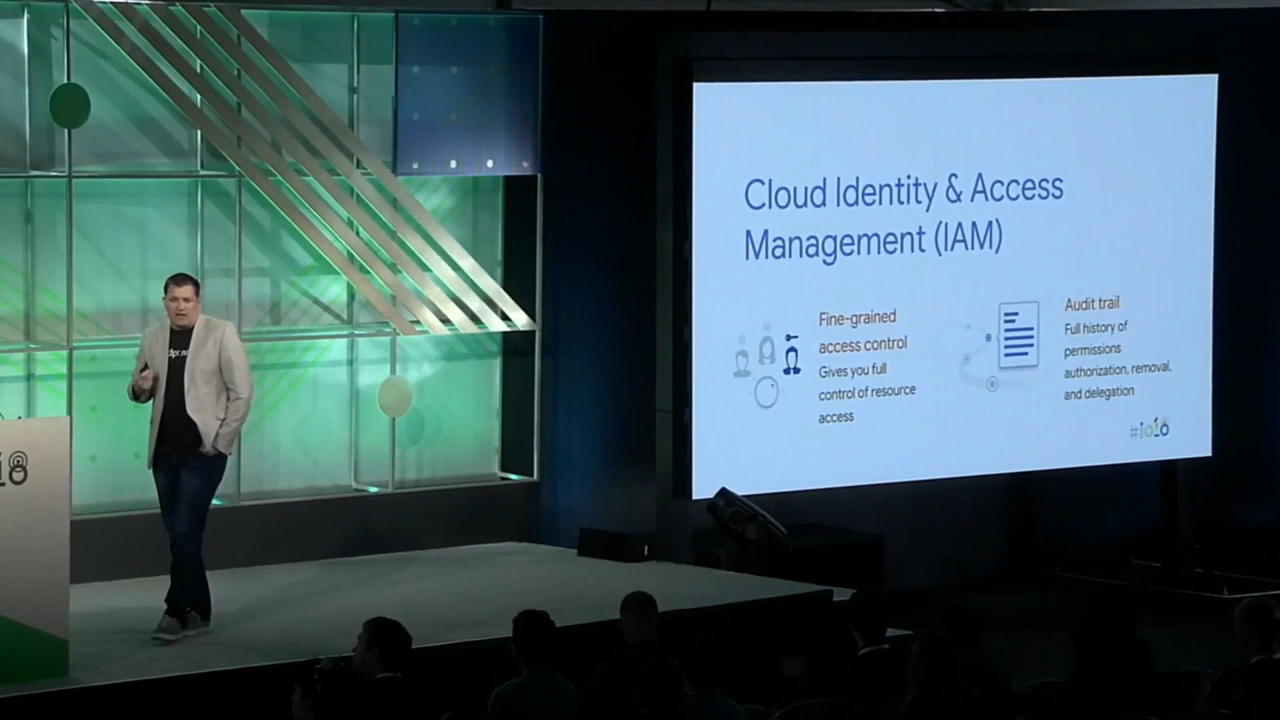 Cloud Identity & Access
Management (IAM)
Fine-grained
access control
Gives you full
control of resource
access
Audit trail
Full history of
permissions
authorization, removal,
and delegation
#io18
18